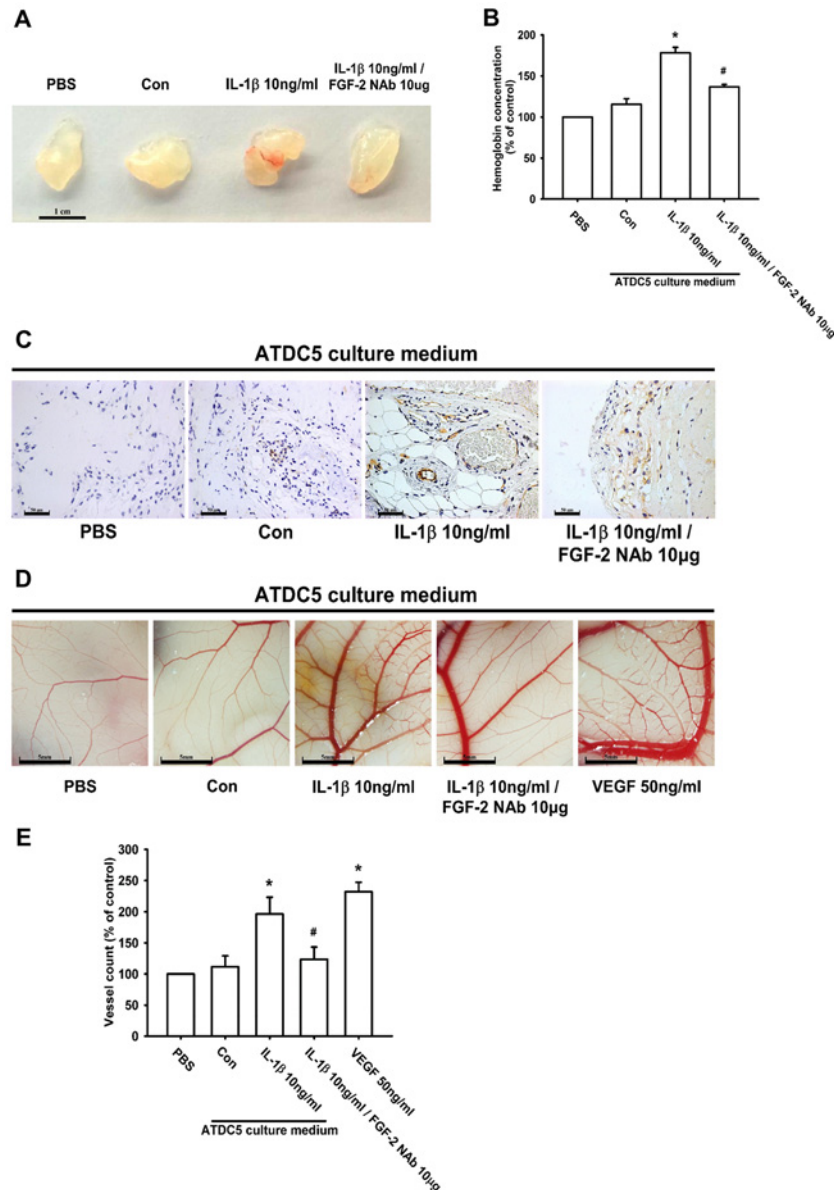 A
PBS
Con
IL-1β 10ng/ml
IL-1β 10ng/ml /
FGF-2 NAb 10ug
1 cm
B
Hemoglobin concentration
(% of control)
200
150
100
50
0
*
#
PBS
Con
IL-1β 10ng/ml
IL-1β 10ng/ml / FGF-2 NAb 10μg
ATDC5 culture medium
C
ATDC5 culture medium
PBS
Con
IL-1β 10ng/ml
IL-1β 10ng/ml /
FGF-2 NAb 10μg
D
ATDC5 culture medium
5mm
5mm
5mm
5mm
5mm
PBS
Con
IL-1β 10ng/ml
IL-1β 10ng/ml /
FGF-2 NAb 10μg
VEGF 50ng/ml
E
Vessel count (% of control)
300
250
200
150
100
50
0
*
#
*
PBS
Con
IL-1β 10ng/ml
IL-1β 10ng/ml / FGF-2 NAb 10μg
VEGF 50ng/ml
ATDC5 culture medium